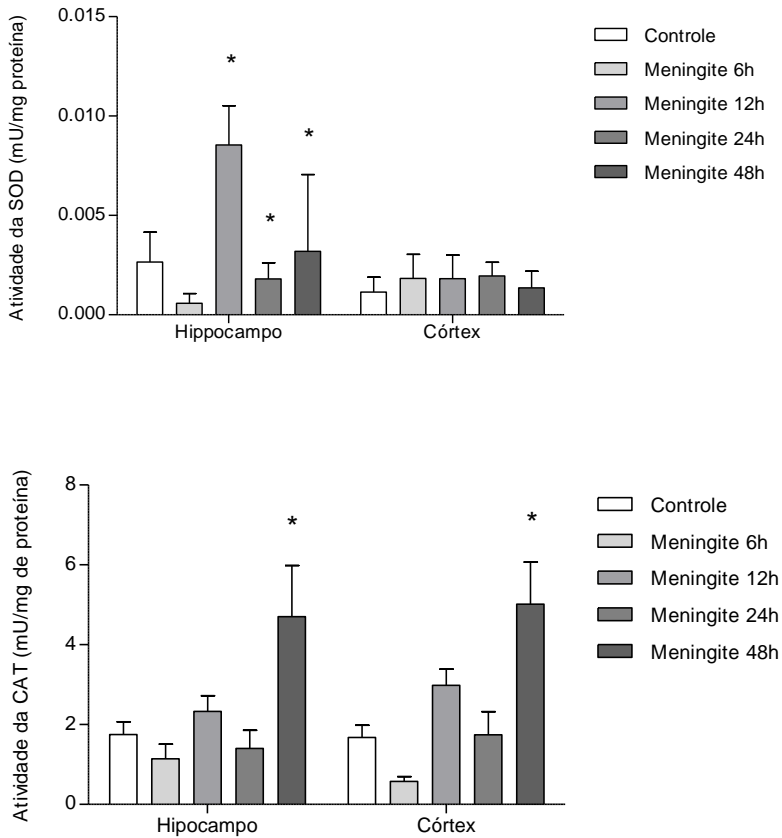 Atividade da SOD (mU/mg proteína)
0.015
0.010
0.005
0.000
*
*
*
Hippocampo
Córtex
Controle
Meningite 6h
Meningite 12h
Meningite 24h
Meningite 48h
Atividade da CAT (mU/mg de proteína)
8
6
4
2
0
*
*
Hipocampo
Córtex
Controle
Meningite 6h
Meningite 12h
Meningite 24h
Meningite 48h